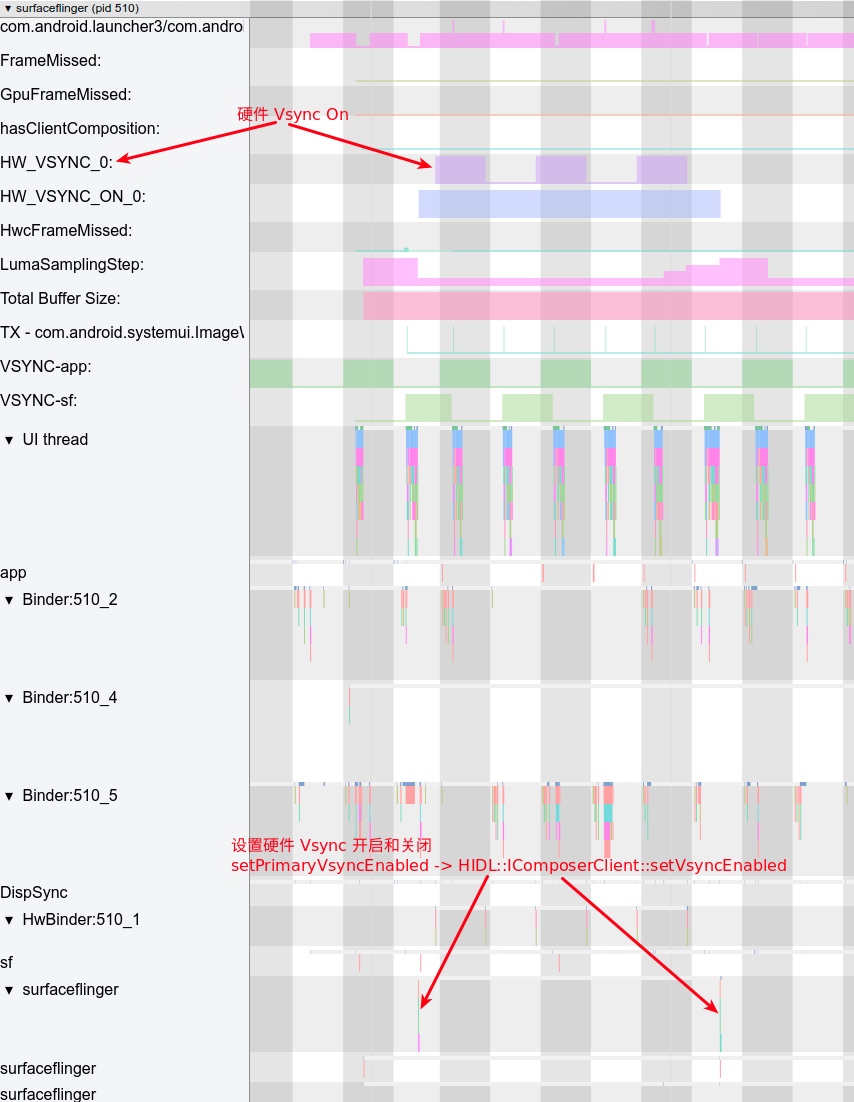 ▼ surfaceflinger (pid 510)
com.android.launcher3/com.andro
FrameMissed:
GpuFrameMissed:
硬件 Vsync On
hasClientComposition:
HW_VSYNC_0:
HW_VSYNC_ON_0:
HwcFrameMissed:
LumaSamplingStep:
Total Buffer Size:
TX - com.android.systemui.Image\
VSYNC-app:
VSYNC-sf:
▼ UI thread
app
▼ Binder:510_2
▼ Binder:510_4
▼ Binder:510_5
设置硬件 Vsync 开启和关闭
setPrimaryVsyncEnabled -> HIDL::IComposerClient::setVsyncEnabled
DispSync
▼ HwBinder:510_1
sf
▼ surfaceflinger
surfaceflinger
surfaceflinger